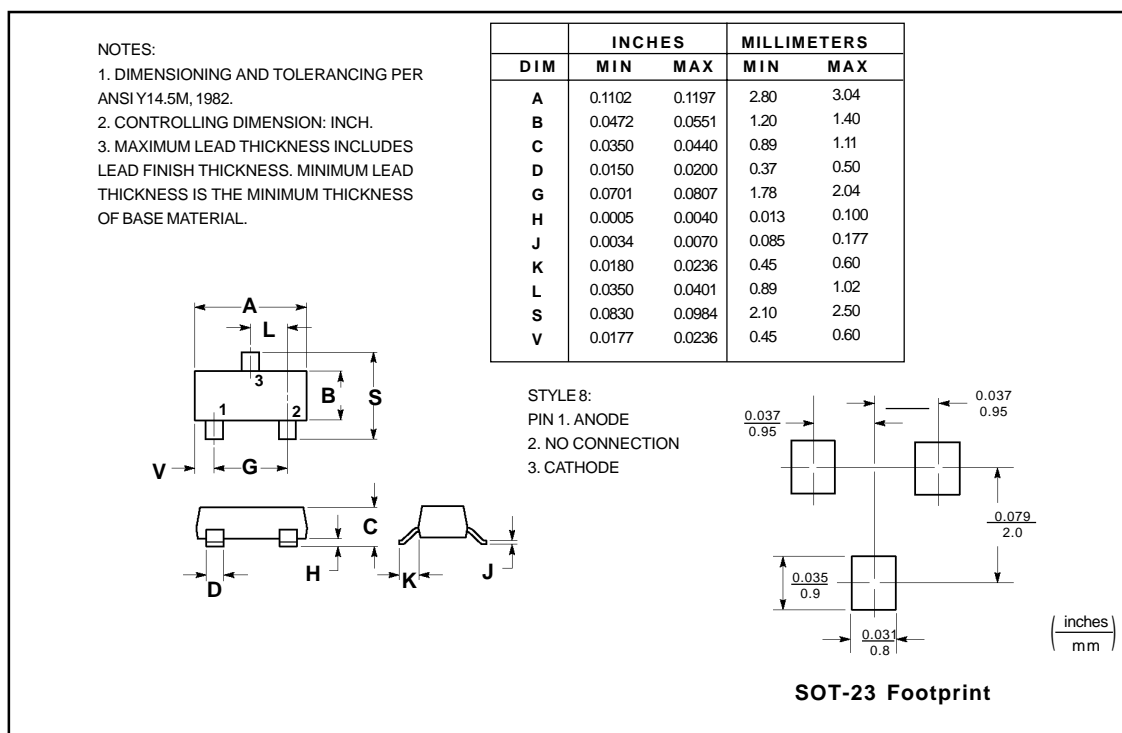 NOTES:
1. DIMENSIONING AND TOLERANCING PER
ANSI Y14.5M, 1982.
2. CONTROLLING DIMENSION: INCH.
3. MAXIMUM LEAD THICKNESS INCLUDES
LEAD FINISH THICKNESS. MINIMUM LEAD
THICKNESS IS THE MINIMUM THICKNESS
OF BASE MATERIAL.
INCHES MILLIMETERS
DIM MIN MAX MIN MAX
A 0.1102 0.1197 2.80 3.04
B 0.0472 0.0551 1.20 1.40
C 0.0350 0.0440 0.89 1.11
D 0.0150 0.0200 0.37 0.50
G 0.0701 0.0807 1.78 2.04
H 0.0005 0.0040 0.013 0.100
J 0.0034 0.0070 0.085 0.177
K 0.0180 0.0236 0.45 0.60
L 0.0350 0.0401 0.89 1.02
S 0.0830 0.0984 2.10 2.50
V 0.0177 0.0236 0.45 0.60
A
L
3
B S
1 2
V G
C
H J
D K
STYLE 8:
PIN 1. ANODE
2. NO CONNECTION
3. CATHODE
0.037
0.95
0.037
0.95
0.079
2.0
0.035
0.9
0.031
0.8
inches
mm
SOT-23 Footprint